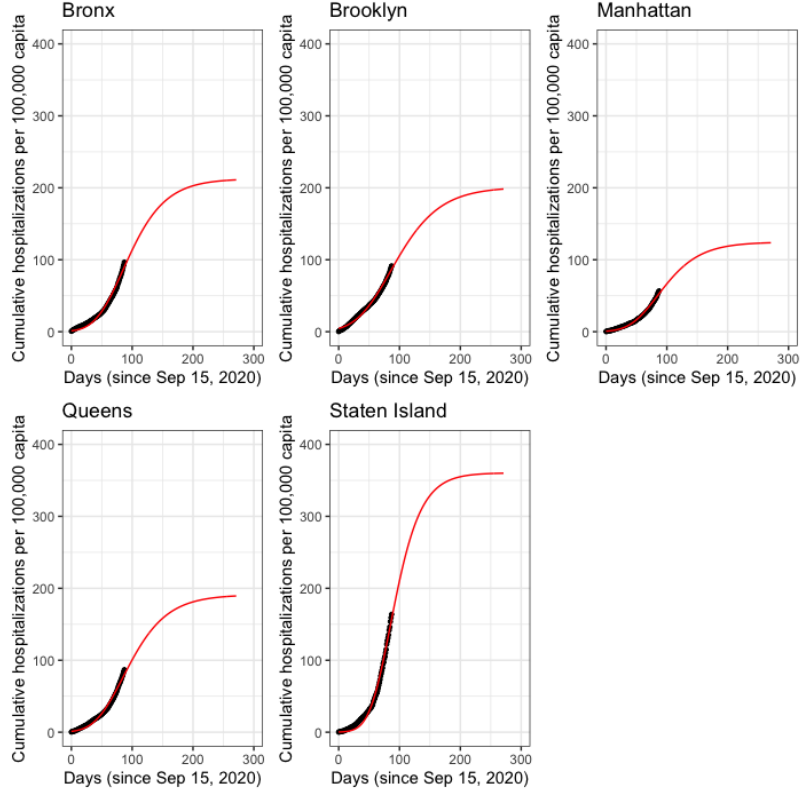 Bronx
Cumulative hospitalizations per 100,000 capita
400
300
200
100
0
0 100 200 300
Days (since Sep 15, 2020)
Brooklyn
Cumulative hospitalizations per 100,000 capita
400
300
200
100
0
0 100 200 300
Days (since Sep 15, 2020)
Manhattan
Cumulative hospitalizations per 100,000 capita
400
300
200
100
0
0 100 200 300
Days (since Sep 15, 2020)
Queens
Cumulative hospitalizations per 100,000 capita
400
300
200
100
0
0 100 200 300
Days (since Sep 15, 2020)
Staten Island
Cumulative hospitalizations per 100,000 capita
400
300
200
100
0
0 100 200 300
Days (since Sep 15, 2020)